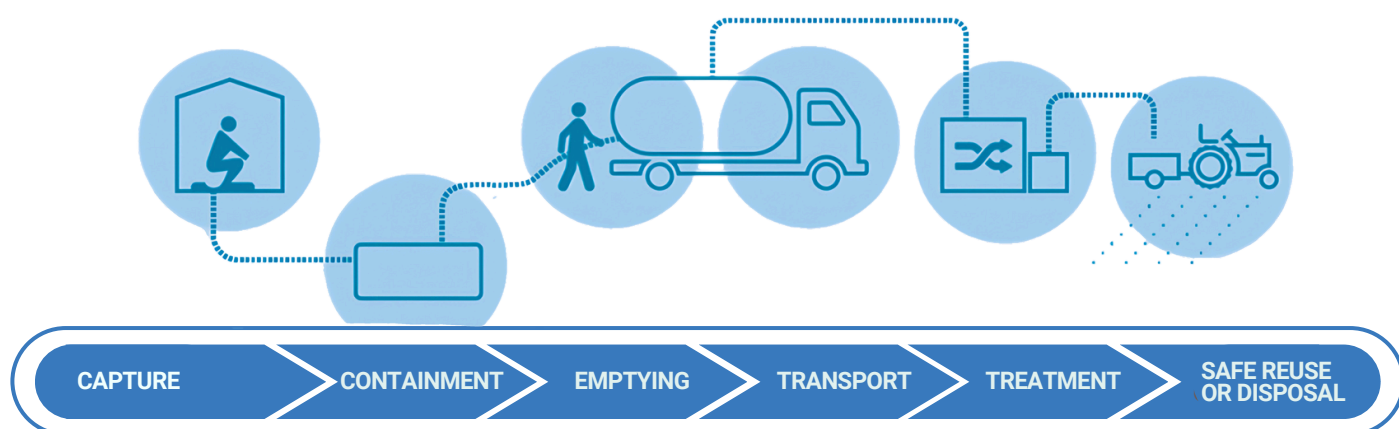 CAPTURE
CONTAINMENT
EMPTYING
TRANSPORT
TREATMENT
SAFE REUSE
OR DISPOSAL